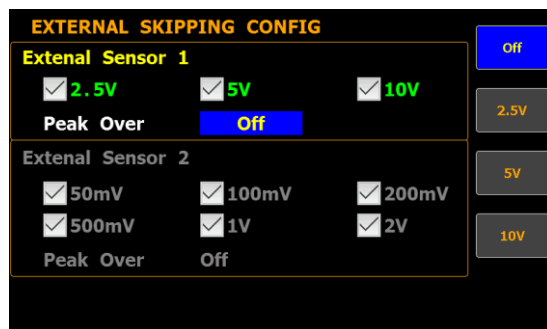 EXTERNAL SKIPPING CONFIG
Extenal Sensor 1
2.5V 5V 10V
Peak Over Off
Extenal Sensor 2
50mV 100mV 200mV
500mV 1V 2V
Peak Over Off
Off
2.5V
5V
10V